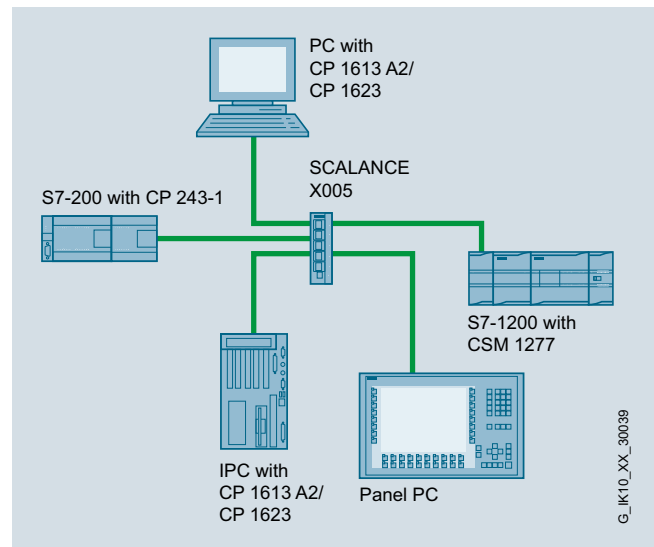 PC with
CP 1613 A2/
CP 1623
SCALANCE
X005
S7-200 with CP 243-1
S7-1200 with
CSM 1277
IPC with
CP 1613 A2/
CP 1623
Panel PC
G_IK10_XX_30039